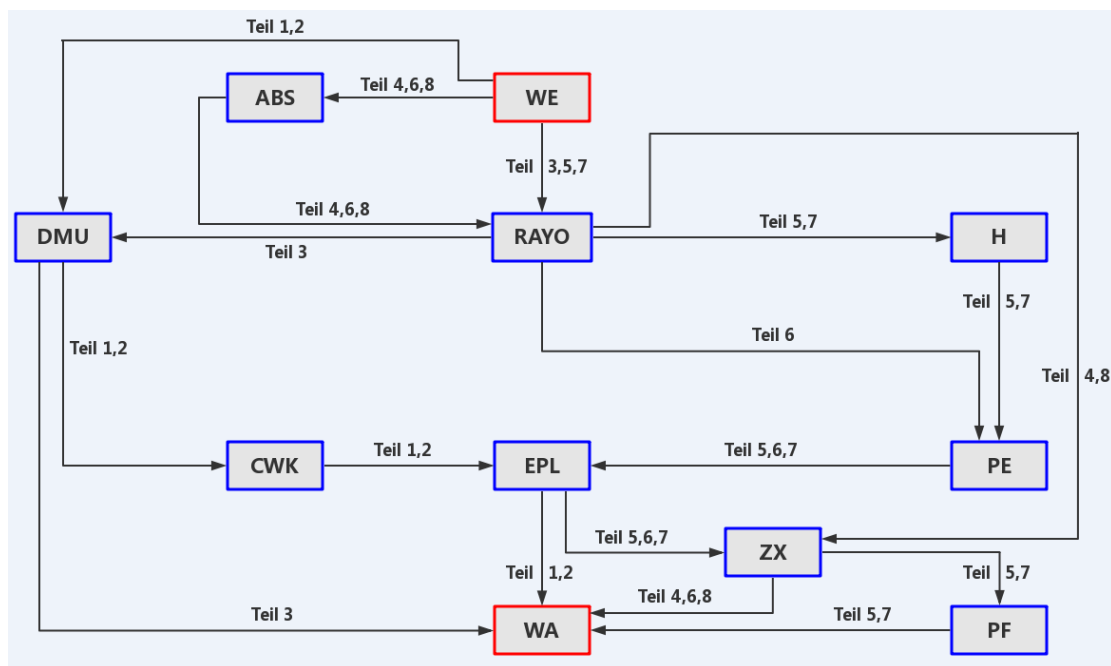 Teil 1,2
ABS
Teil 4,6,8
WE
Teil 3,5,7
Teil 4,6,8
DMU
Teil 3
RAYO
Teil 5,7
H
Teil 5,7
Teil 6
Teil 1,2
Teil 4,8
CWK
Teil 1,2
EPL
Teil 5,6,7
PE
Teil 5,6,7
ZX
Teil 1,2
Teil 5,7
Teil 4,6,8
Teil 3
WA
Teil 5,7
PF